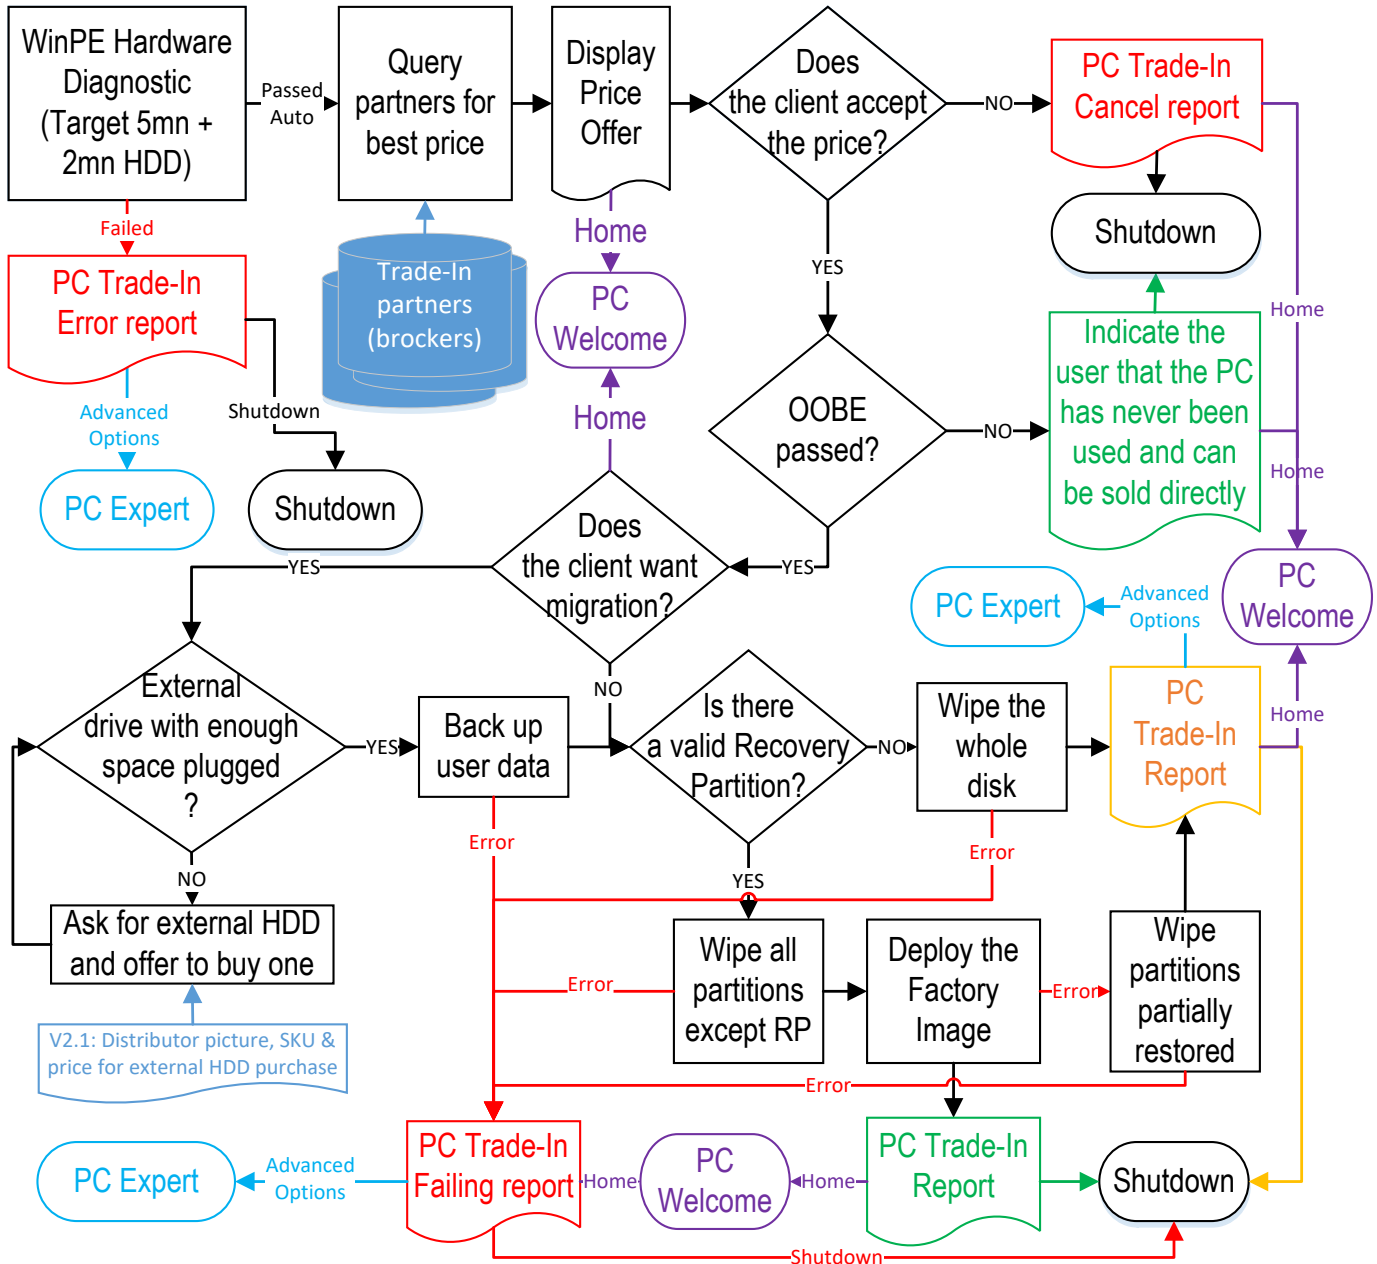 WinPE Hardware
Diagnostic
(Target 5mn +
2mn HDD)
Passed
Auto
Query
partners for
best price
Display
Price
Offer
Does
the client accept
the price?
NO
PC Trade-In
Cancel report
Failed
Home
Shutdown
PC Trade-In
Error report
Trade-In
partners
(brockers)
PC
Welcome
YES
Home
Indicate the
user that the PC
has never been
used and can
be sold directly
Advanced
Options
Shutdown
Home
OOBE
passed?
NO
Home
PC Expert
Shutdown
Does
the client want
migration?
YES
YES
PC Expert
Advanced
Options
PC
Welcome
External
drive with enough
space plugged
?
YES
Back up
user data
NO
Is there
a valid Recovery
Partition?
NO
Wipe the
whole
disk
PC
Trade-In
Report
Home
Error
Error
NO
YES
Ask for external HDD
and offer to buy one
Error
Wipe all
partitions
except RP
Deploy the
Factory
Image
Error
Wipe
partitions
partially
restored
V2.1: Distributor picture, SKU &
price for external HDD purchase
Error
PC Expert
Advanced
Options
PC Trade-In
Failing report
Home
PC
Welcome
Home
PC Trade-In
Report
Shutdown
Shutdown